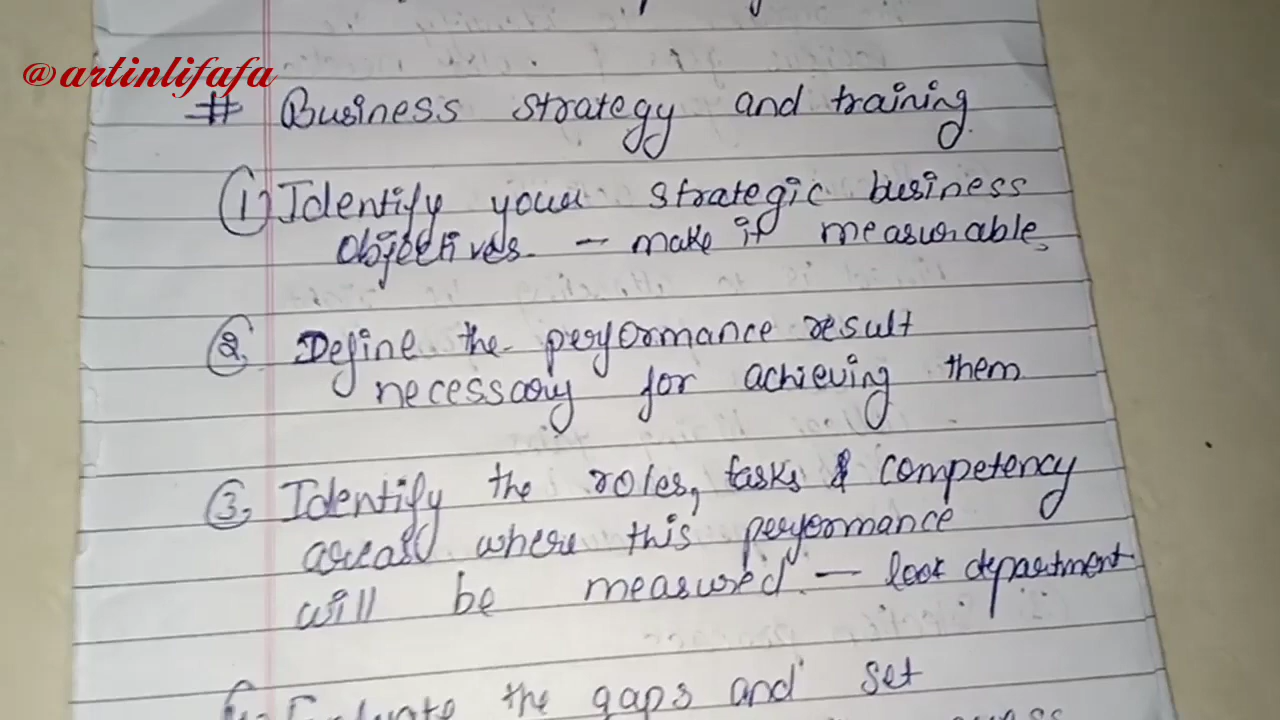 @artinlifafa
# Business strategy and training
① Identify your strategic business
objectives. – make it measurable.
②. Define the performance result
necessary for achieving them
③. Identify the roles, tasks & competency
areas where this performance
will be measured. – look department
the gaps and set